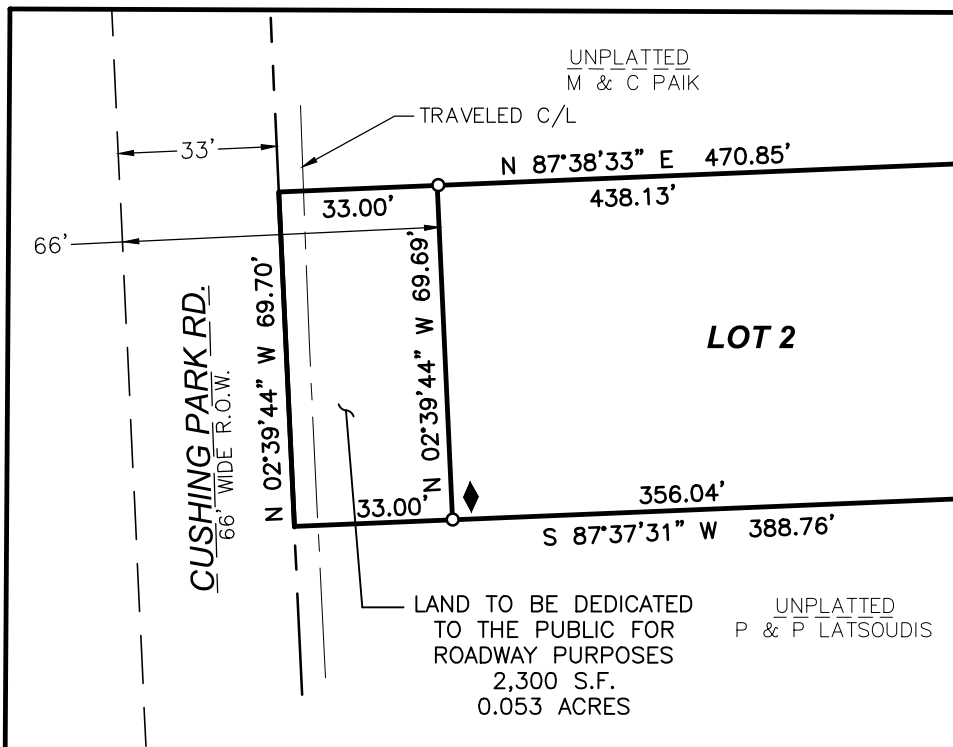 UNPLATTED
M & C PAIK
TRAVELED C/L
33'
N 87°38'33" E 470.85'
33.00'
438.13'
66'
CUSHING PARK RD.
66' WIDE R.O.W.
N 02°39'44" W 69.70'
N 02°39'44" W 69.69'
LOT 2
33.00'
356.04'
S 87°37'31" W 388.76'
LAND TO BE DEDICATED
TO THE PUBLIC FOR
ROADWAY PURPOSES
2,300 S.F.
0.053 ACRES
UNPLATTED
P & P LATSOUDIS